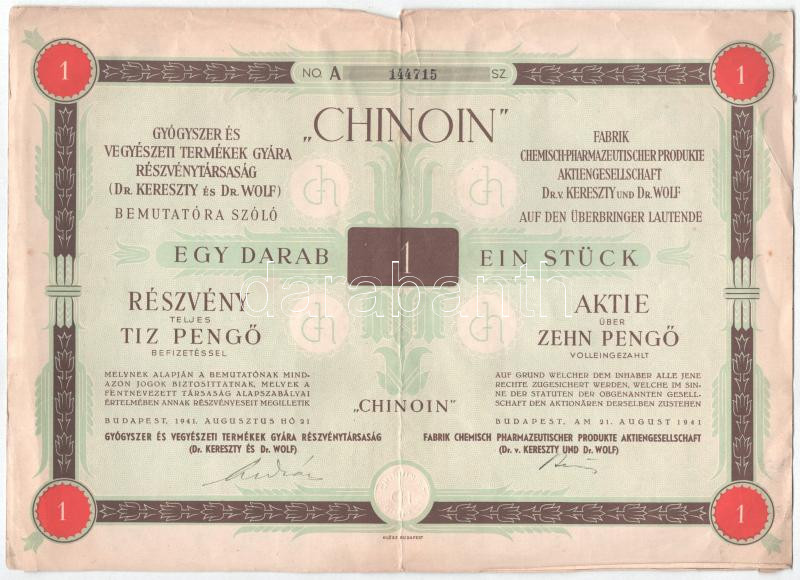 1
NO. A 144715 SZ.
1
„CHINOIN”
GYÓGYSZER ÉS
VEGYÉSZETI TERMÉKEK GYÁRA
RÉSZVÉNYTÁRSASÁG
(DR. KERESZTY ÉS DR. WOLF)
BEMUTATÓRA SZÓLÓ
FABRIK
CHEMISCH-PHARMAZEUTISCHER PRODUKTE
AKTIENGESELLSCHAFT
DR. V. KERESZTY UND DR. WOLF
AUF DEN ÜBERBRINGER LAUTENDE
EGY DARAB 1 EIN STÜCK
darabanth
RÉSZVÉNY
TELJES
TIZ PENGŐ
BEFIZETÉSSEL
AKTIE
ÜBER
ZEHN PENGŐ
VOLLEINGEZAHLT
MELYNEK ALAPJÁN A BEMUTATÓNAK MIND-
AZON JOGOK BIZTOSITTATNAK, MELYEK A
FENTNEVEZETT TÁRSASÁG ALAPSZABÁLYAI
ÉRTELMÉBEN ANNAK RÉSZVÉNYESEIT MEGILLETIK
BUDAPEST, 1941. AUGUSZTUS HÓ 21
GYÓGYSZER ÉS VEGYÉSZETI TERMÉKEK GYÁRA RÉSZVÉNYTÁRSASÁG
(DR. KERESZTY ÉS DR. WOLF)
„CHINOIN”
AUF GRUND WELCHER DEM INHABER ALLE JENE
RECHTE ZUGESICHERT WERDEN, WELCHE IM SIN-
NE DER STATUTEN DER OBGENANNTEN GESELL-
SCHAFT DEN AKTIONÄREN DERSELBEN ZUSTEHEN
BUDAPEST, AM 21. AUGUST 1941
FABRIK CHEMISCH PHARMAZEUTISCHER PRODUKTE AKTIENGESELLSCHAFT
(DR. V. KERESZTY UND DR. WOLF)
1
1
KLÖSZ BUDAPEST